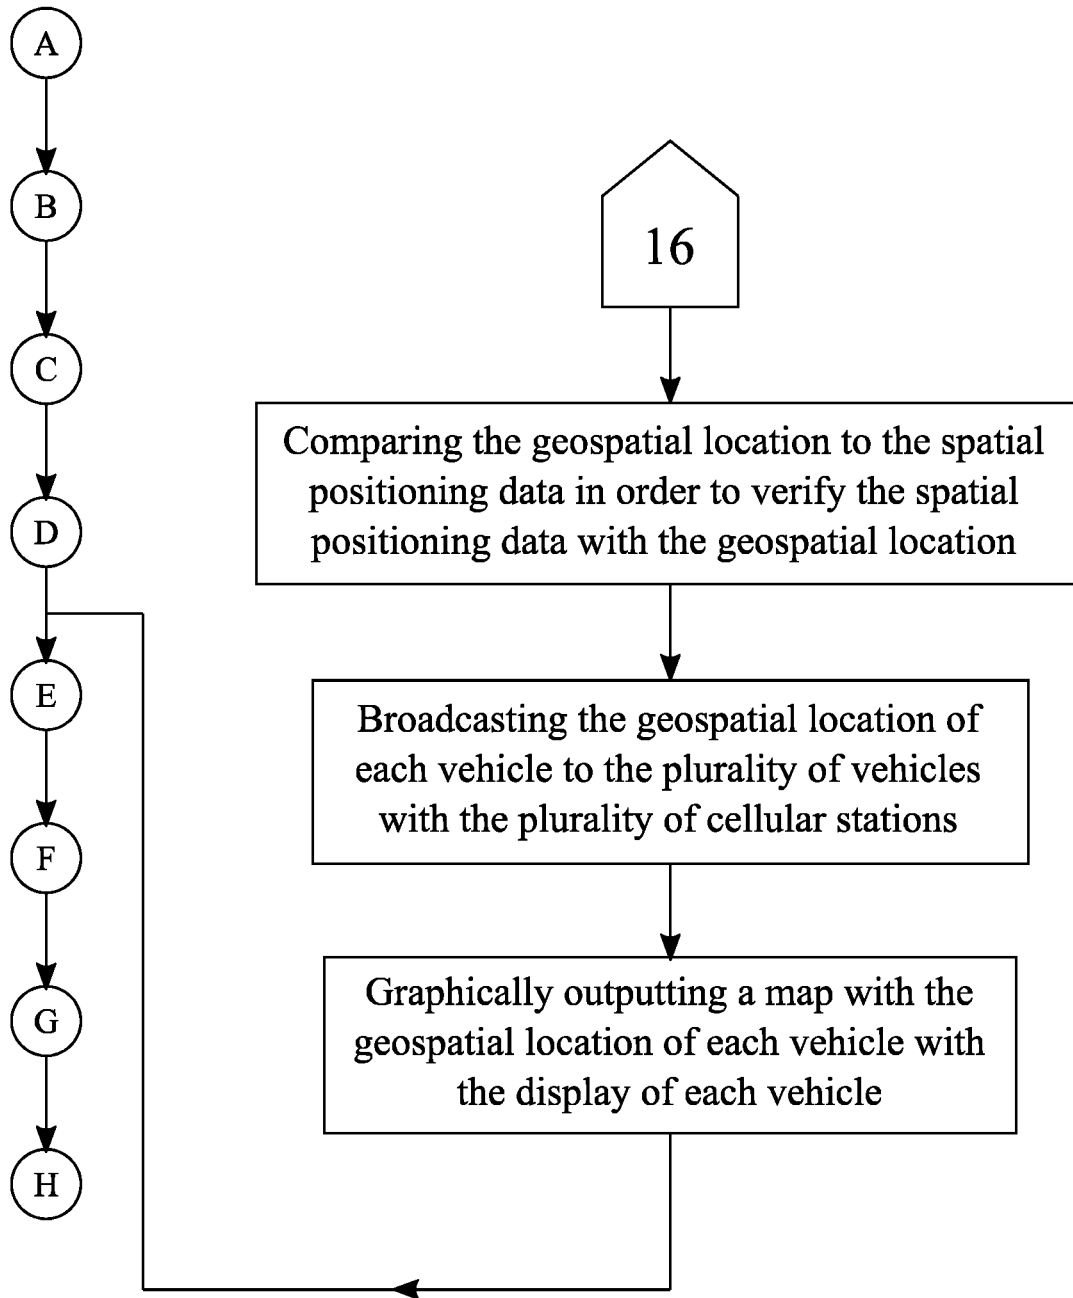 A
B
C
D
E
F
G
H
16
Comparing the geospatial location to the spatial
positioning data in order to verify the spatial
positioning data with the geospatial location
Broadcasting the geospatial location of
each vehicle to the plurality of vehicles
with the plurality of cellular stations
Graphically outputting a map with the
geospatial location of each vehicle with
the display of each vehicle